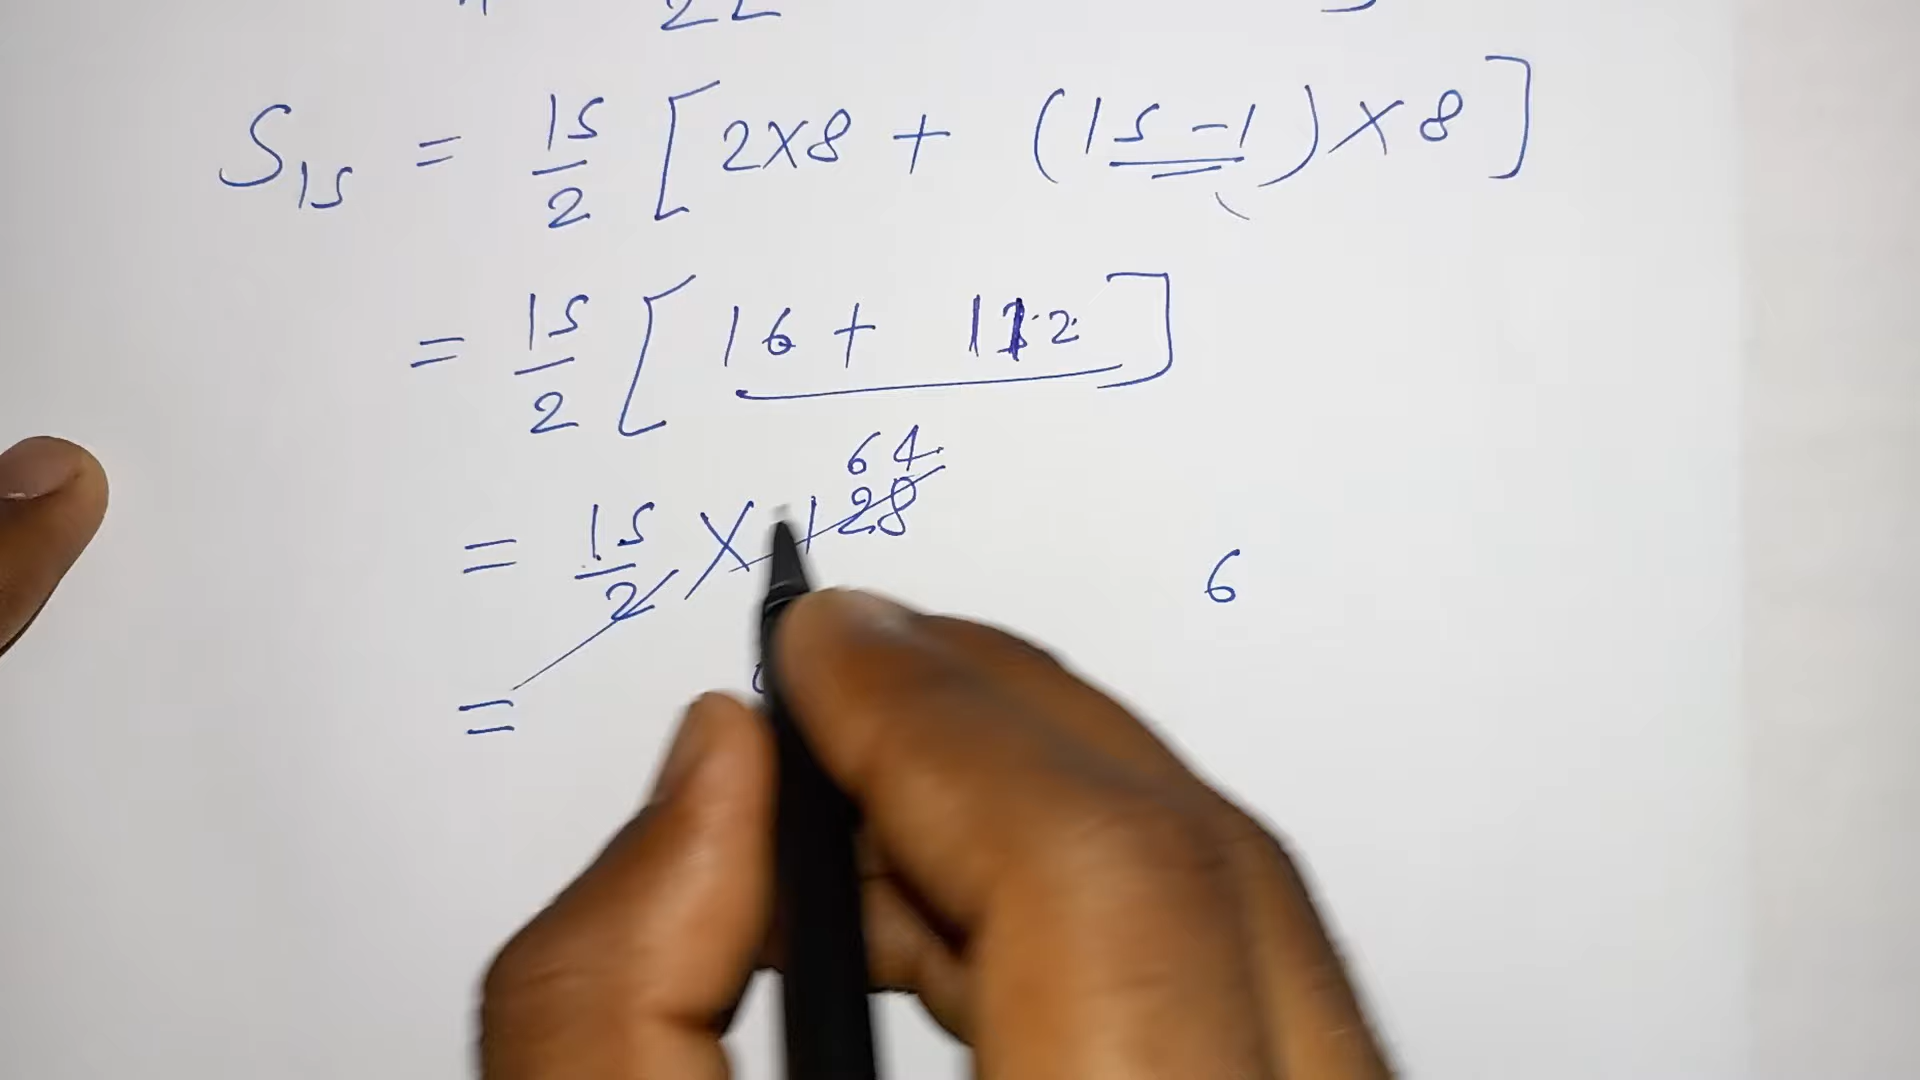 S15 = 15/2 [2×8 + (15-1)×8]
= 15/2 [16 + 112]
64
= 15/2 × 128
6
=